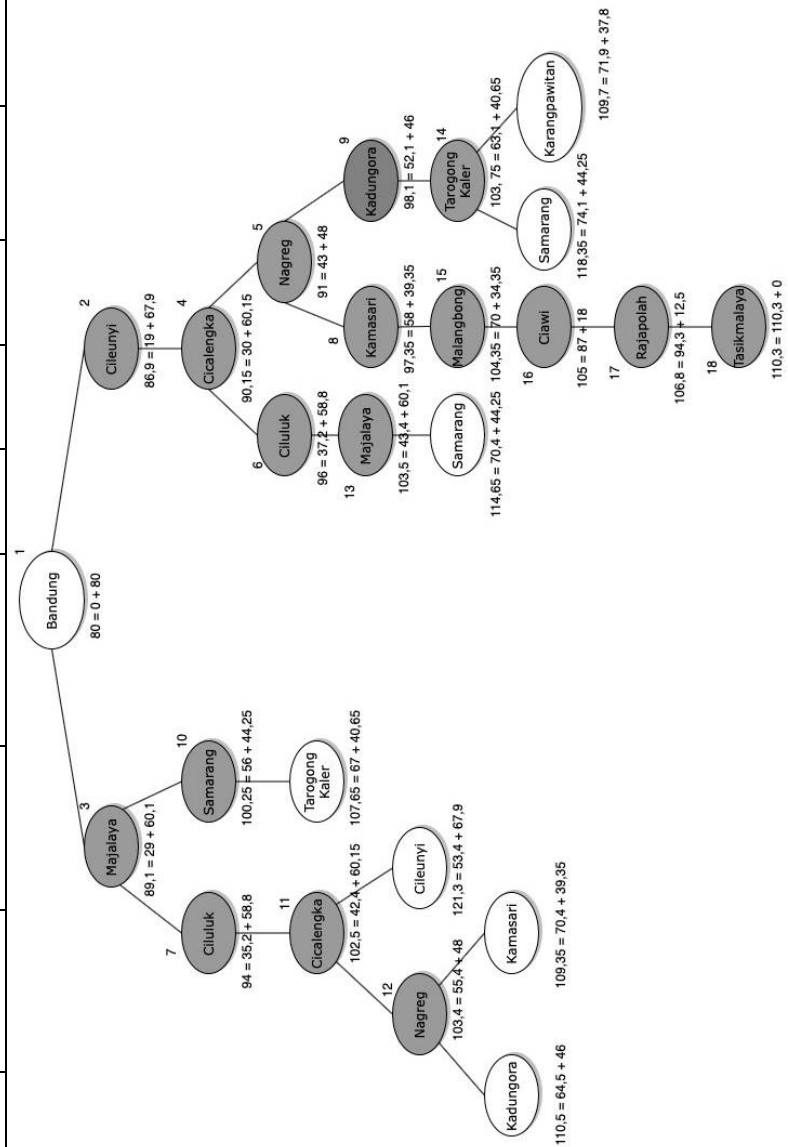 1
Bandung
80 = 0 + 80
3
Majalaya
89,1 = 29 + 60,1
2
Cileunyi
86,9 = 19 + 67,9
7
Ciluluk
94 = 35,2 + 58,8
10
Samarang
100,25 = 56 + 44,25
4
Cicalengka
90,15 = 30 + 60,15
11
Cicalengka
102,5 = 42,4 + 60,15
Tarogong
Kaler
107,65 = 67 + 40,65
6
Ciluluk
96 = 37,2 + 58,8
5
Nagreg
91 = 43 + 48
12
Nagreg
103,4 = 55,4 + 48
Cileunyi
121,3 = 53,4 + 67,9
13
Majalaya
103,5 = 43,4 + 60,1
8
Kamasari
97,35 = 58 + 39,35
9
Kadungora
98,1 = 52,1 + 46
Kadungora
110,5 = 64,5 + 46
Kamasari
109,35 = 70,4 + 39,35
Samarang
114,65 = 70,4 + 44,25
15
Malangbong
104,35 = 70 + 34,35
14
Tarogong
Kaler
103, 75 = 63,1 + 40,65
16
Ciawi
105 = 87 + 18
Samarang
118,35 = 74,1 + 44,25
Karangpawitan
109,7 = 71,9 + 37,8
17
Rajapolah
106,8 = 94,3 + 12,5
18
Tasikmalaya
110,3 = 110,3 + 0